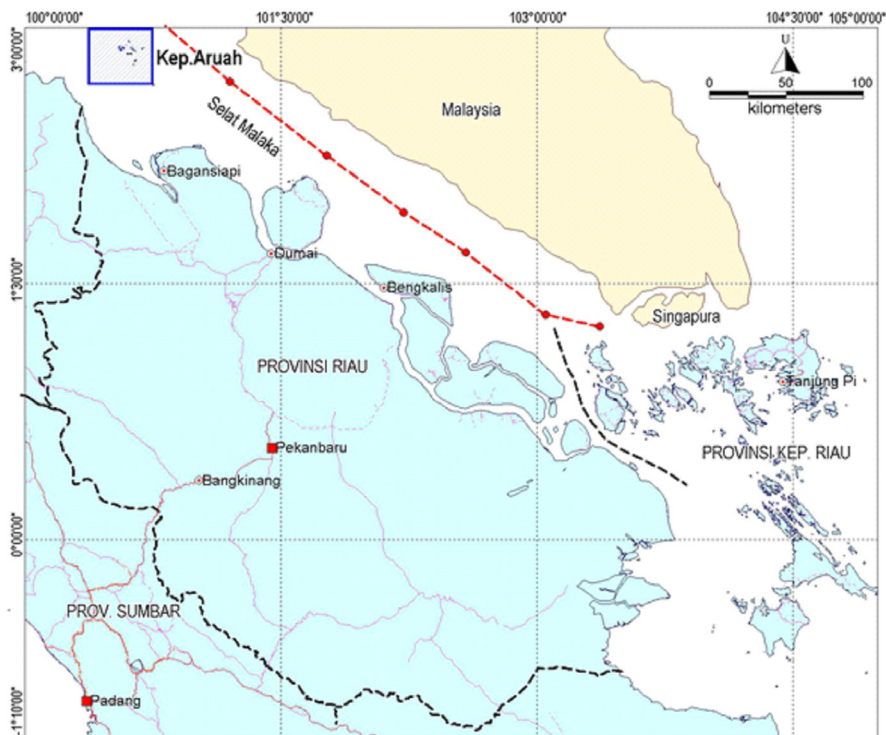 100°00'00" 101°30'00" 103°00'00" 104°30'00" 105°00'00"
3°00'00"
Kep.Aruah
U
0 50 100
kilometers
Selat Malaka
Malaysia
Bagansiapi
Dumai
1°30'00"
Bengkalis
Singapura
PROVINSI RIAU
Tanjung Pi
Pekanbaru
PROVINSI KEP. RIAU
Bangkinang
0°00'00"
PROV. SUMBAR
Padang
-1°10'00"